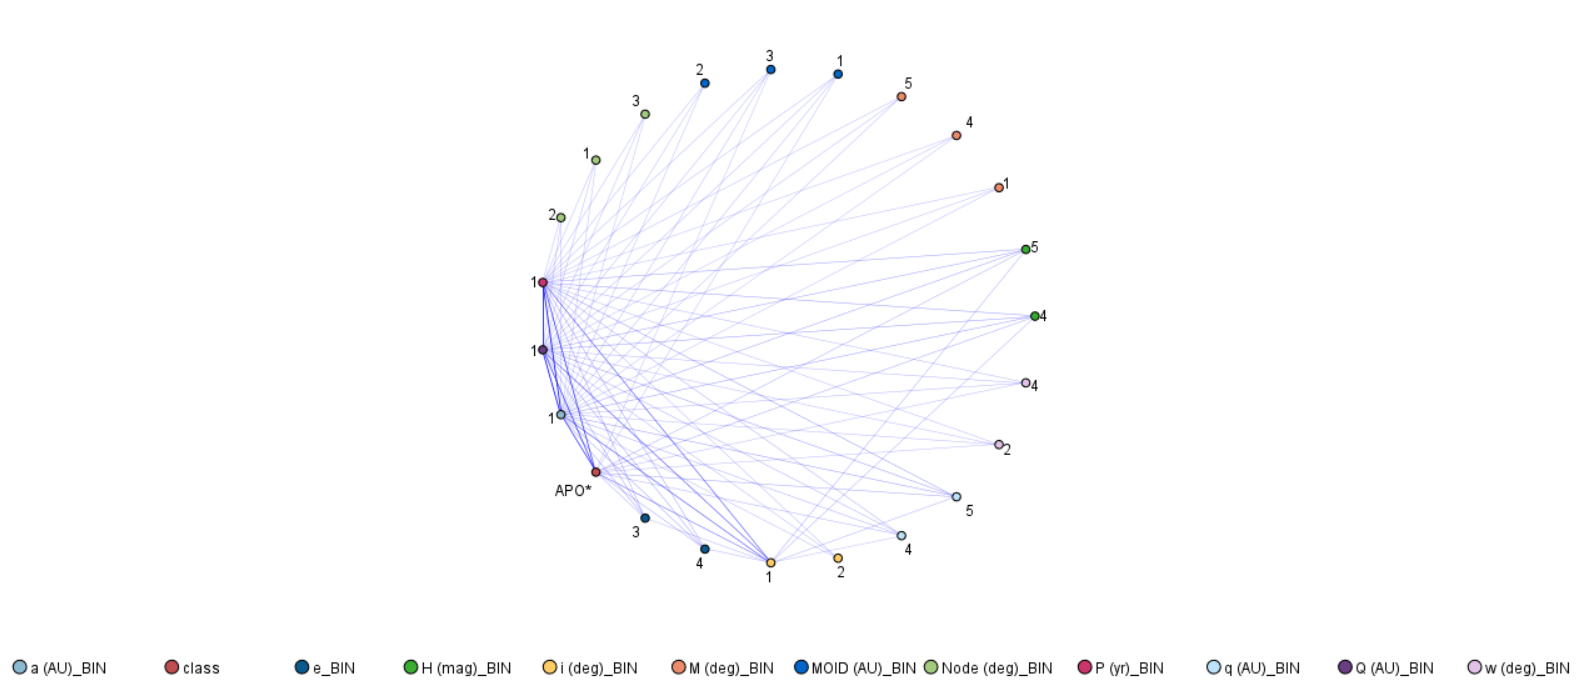 3
1
2
5
3
4
1
1
2
5
1
4
4
1
1
2
APO*
5
3
4
4
1
2
a (AU)_BIN
class
e_BIN
H (mag)_BIN
i (deg)_BIN
M (deg)_BIN
MOID (AU)_BIN
Node (deg)_BIN
P (yr)_BIN
q (AU)_BIN
Q (AU)_BIN
w (deg)_BIN